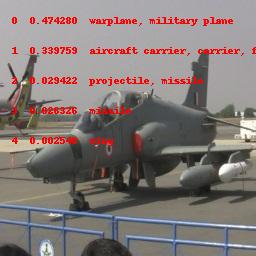 0 0.474280 warplane, military plane
1 0.339759 aircraft carrier, carrier, f
2 0.029422 projectile, missile
3 0.026326 missile
4 0.002546 wing